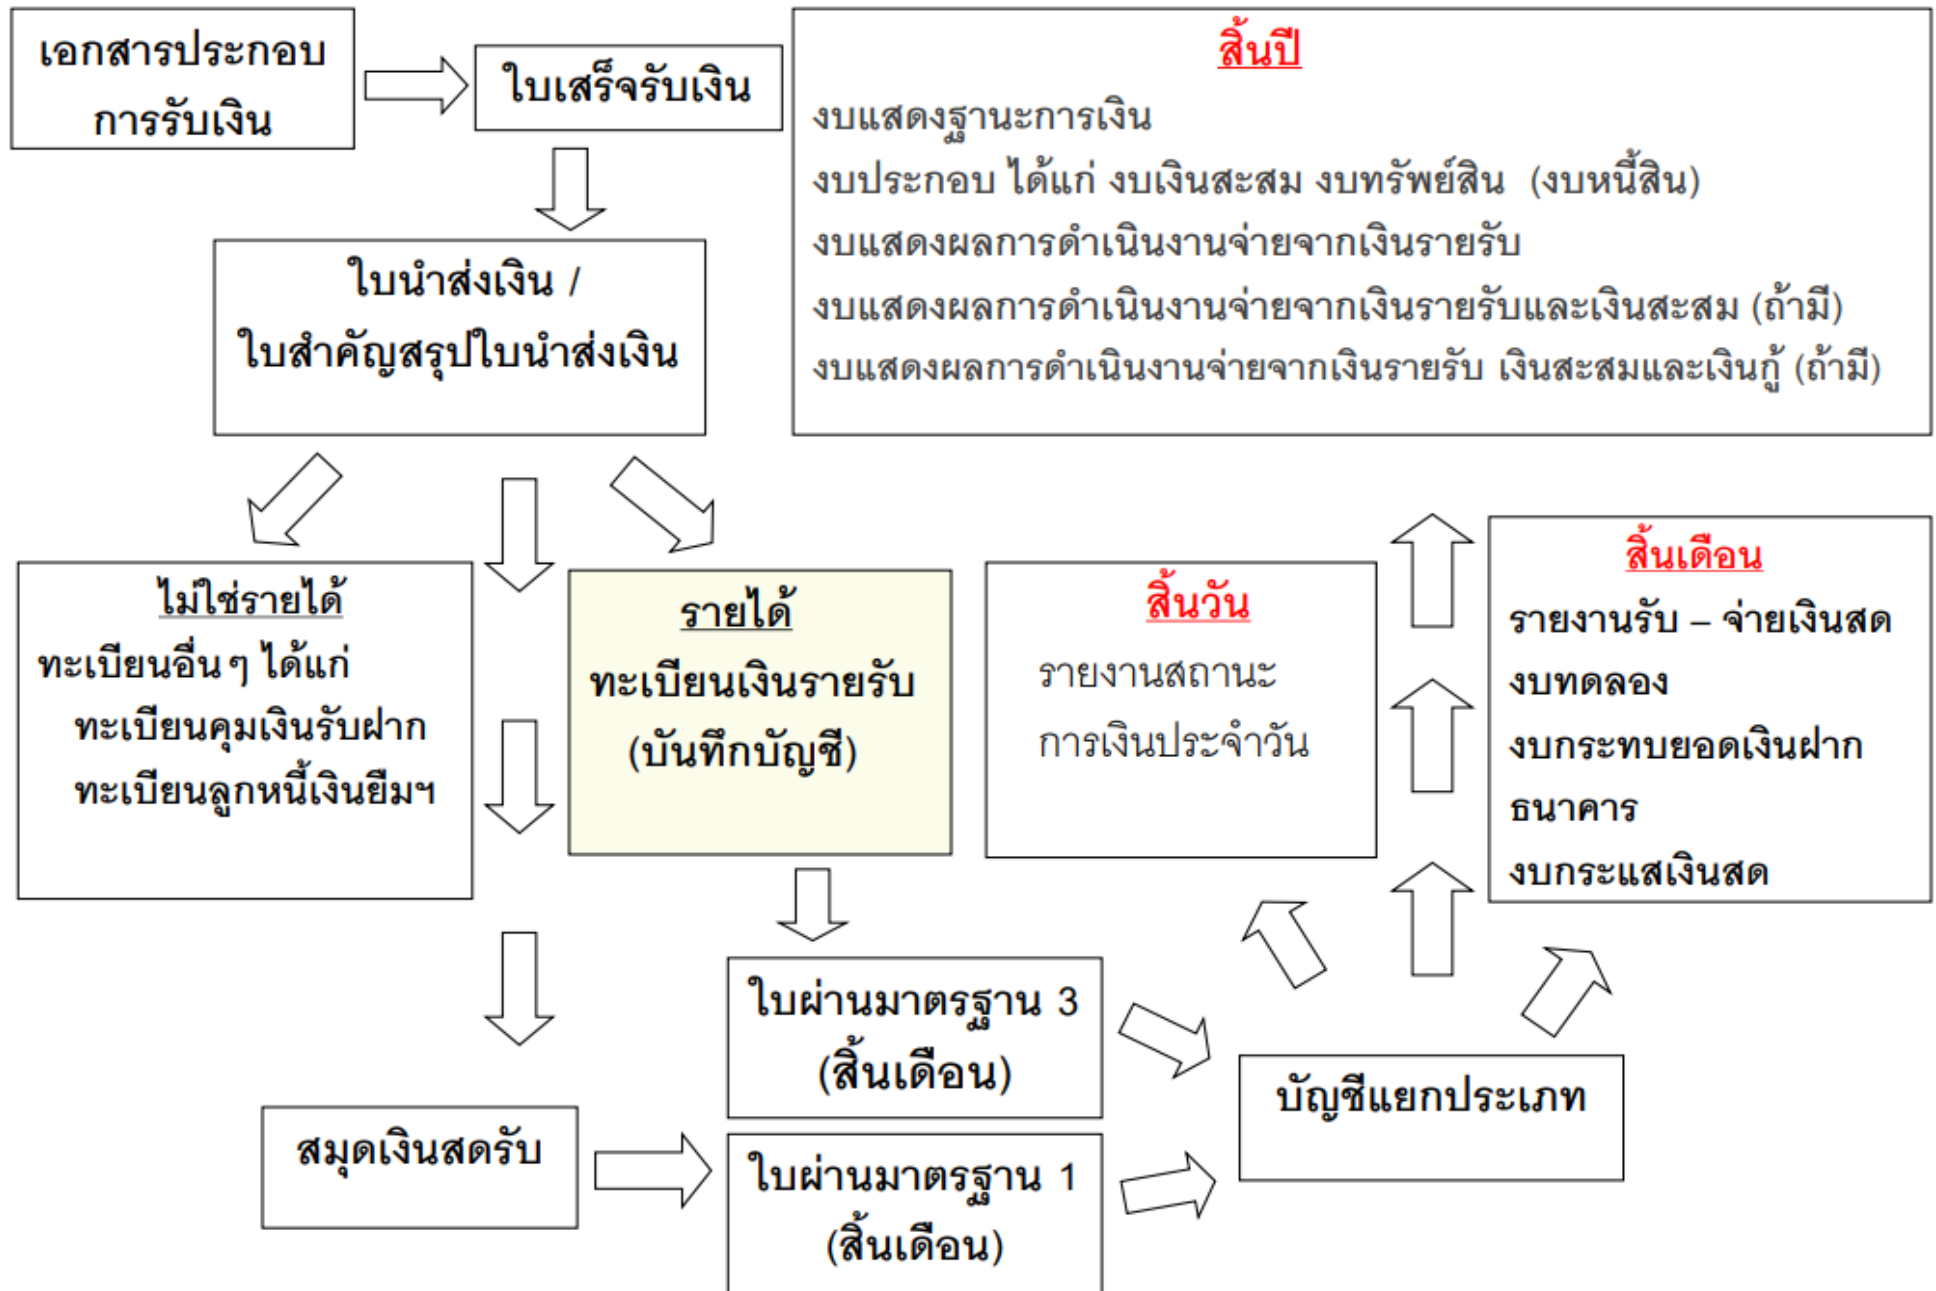 เอกสารประกอบ
การรับเงิน
ใบเสร็จรับเงิน
สิ้นปี
งบแสดงฐานะการเงิน
งบประกอบ ได้แก่ งบเงินสะสม งบทรัพย์สิน (งบหนี้สิน)
งบแสดงผลการดำเนินงานจ่ายจากเงินรายรับ
งบแสดงผลการดำเนินงานจ่ายจากเงินรายรับและเงินสะสม (ถ้ามี)
งบแสดงผลการดำเนินงานจ่ายจากเงินรายรับ เงินสะสมและเงินกู้ (ถ้ามี)
ใบนำส่งเงิน /
ใบสำคัญสรุปใบนำส่งเงิน
ไม่ใช่รายได้
ทะเบียนอื่นๆ ได้แก่
ทะเบียนคุมเงินรับฝาก
ทะเบียนลูกหนี้เงินยืมฯ
รายได้
ทะเบียนเงินรายรับ
(บันทึกบัญชี)
สิ้นวัน
รายงานสถานะ
การเงินประจำวัน
สิ้นเดือน
รายงานรับ – จ่ายเงินสด
งบทดลอง
งบกระทบยอดเงินฝาก
ธนาคาร
งบกระแสเงินสด
ใบผ่านมาตรฐาน 3
(สิ้นเดือน)
บัญชีแยกประเภท
สมุดเงินสดรับ
ใบผ่านมาตรฐาน 1
(สิ้นเดือน)